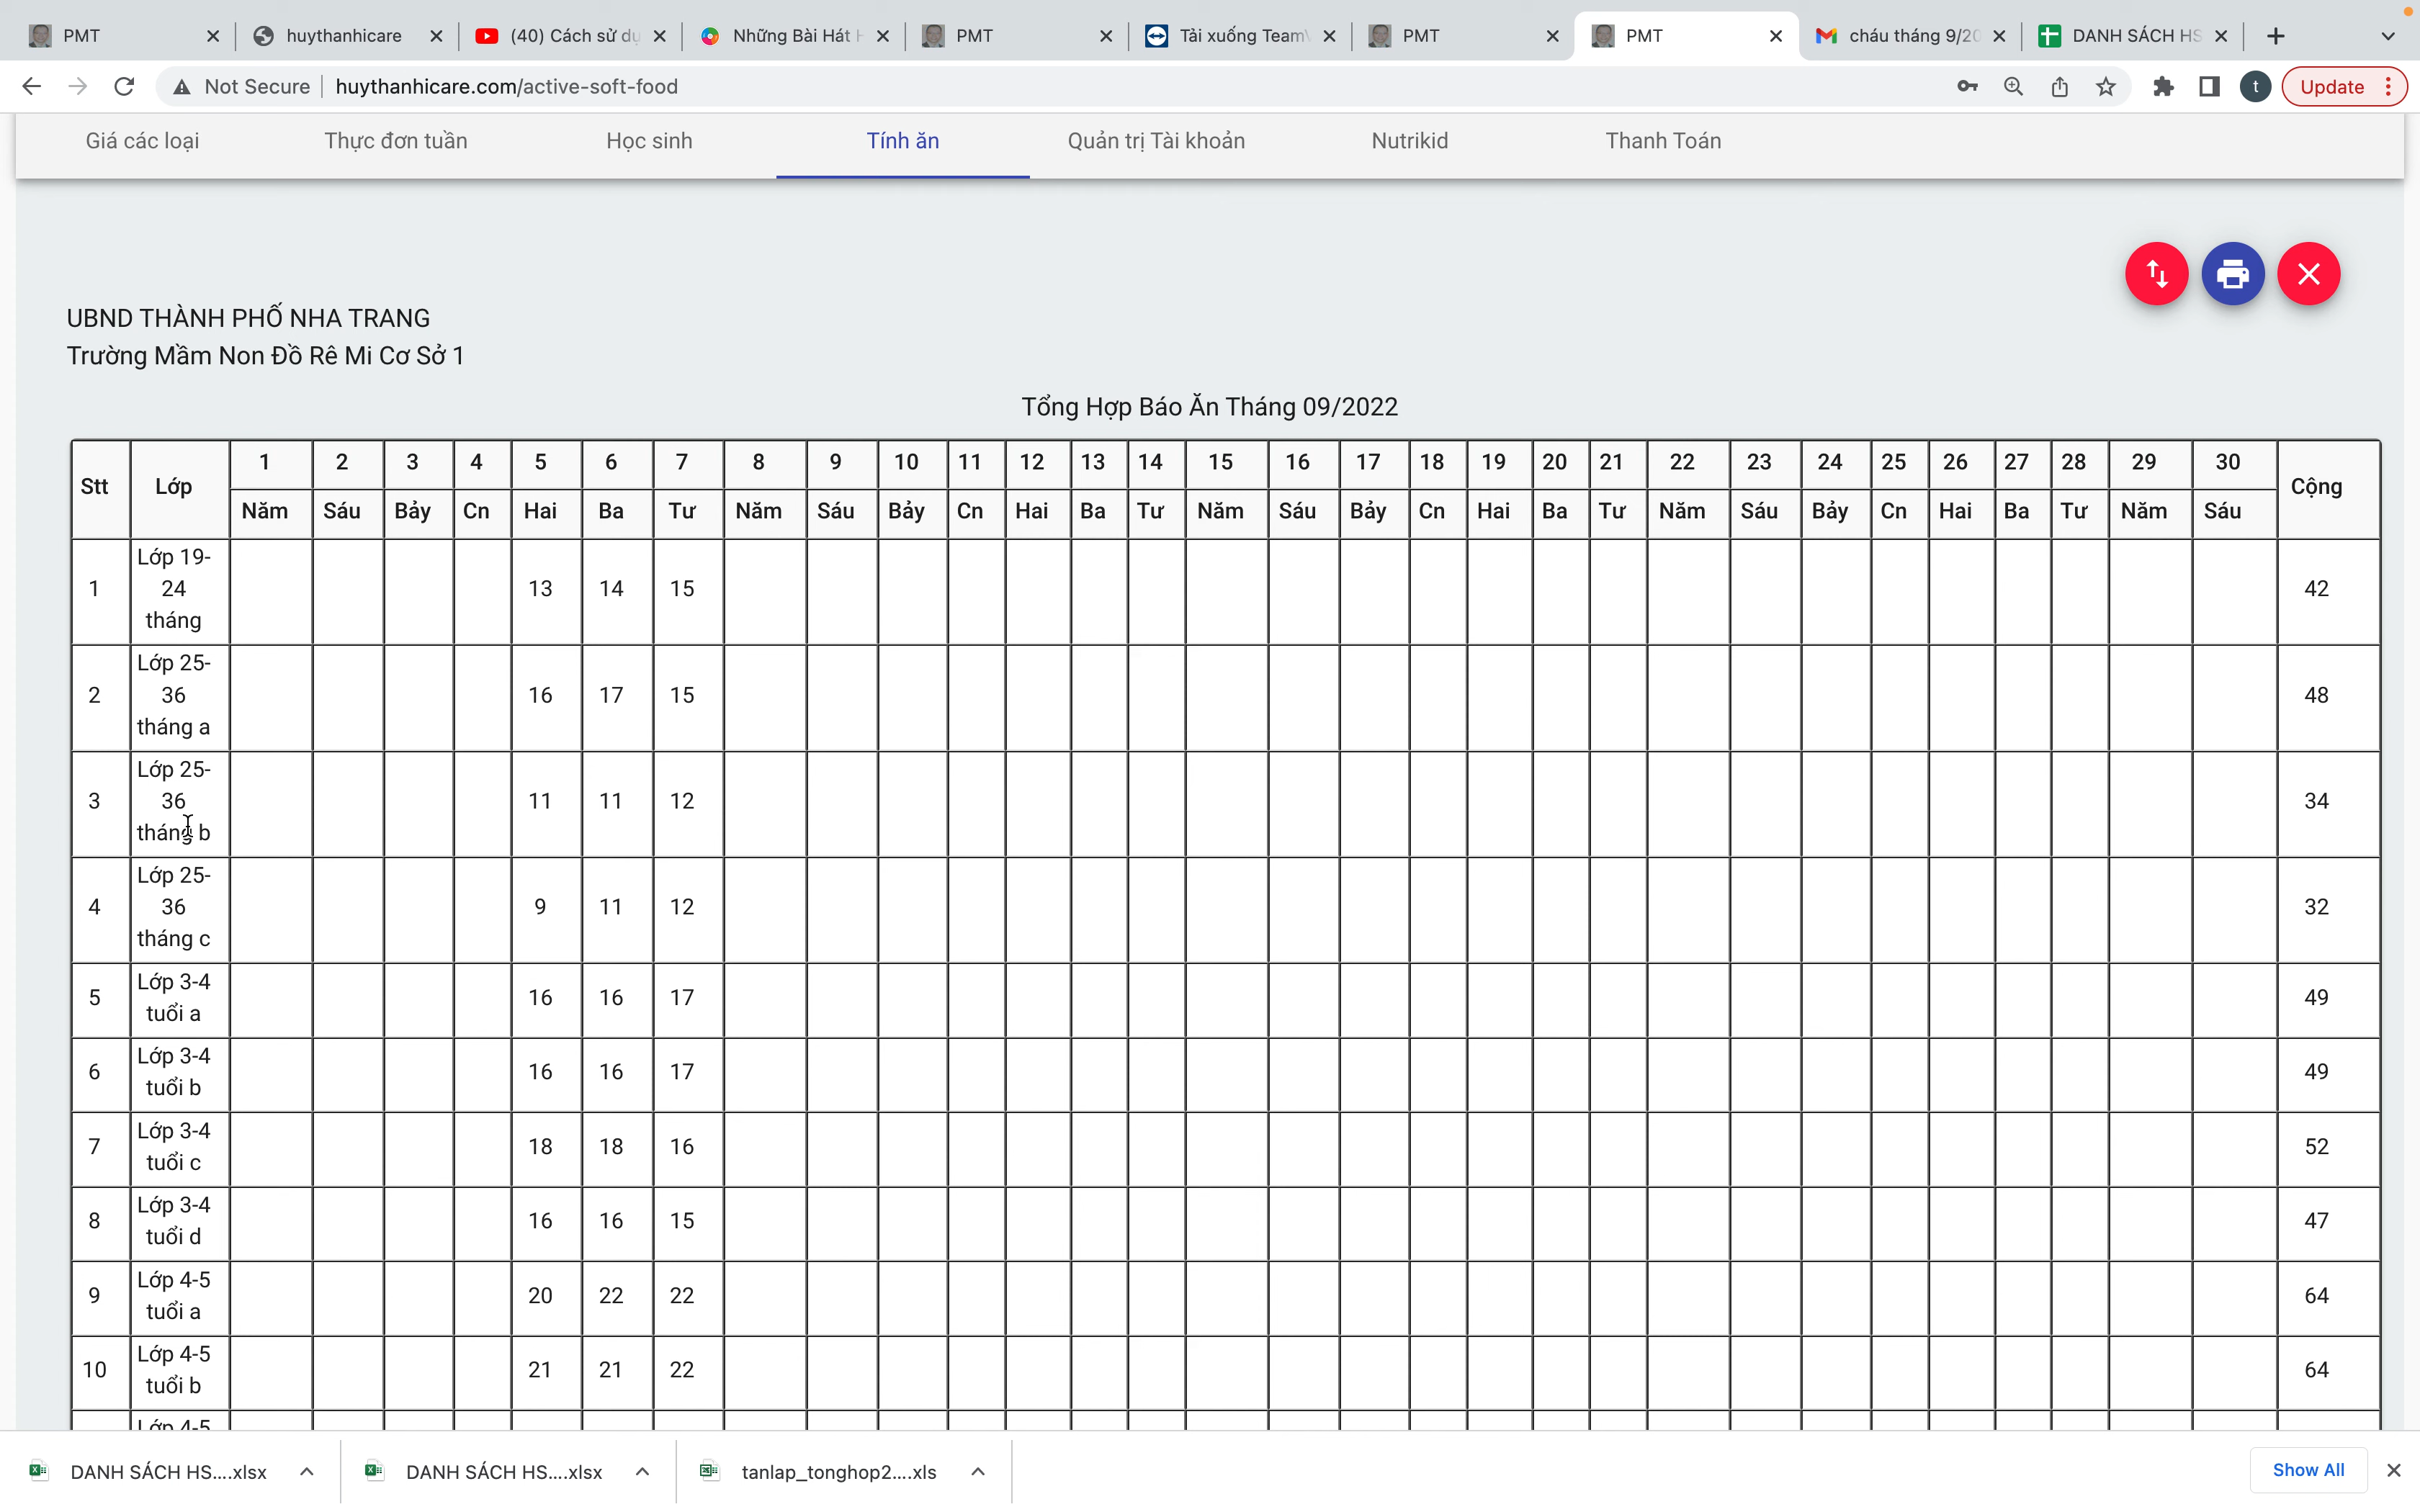 PMT
huythanhicare
(40) Cách sử dụ
Những Bài Hát H
PMT
Tải xuống TeamV
PMT
PMT
cháu tháng 9/20
DANH SÁCH HS
Not Secure
huythanhicare.com/active-soft-food
t
Update
Giá các loại
Thực đơn tuần
Học sinh
Tính ăn
Quản trị Tài khoản
Nutrikid
Thanh Toán
UBND THÀNH PHỐ NHA TRANG
Trường Mầm Non Đồ Rê Mi Cơ Sở 1
Tổng Hợp Báo Ăn Tháng 09/2022
Stt Lớp 1 2 3 4 5 6 7 8 9 10 11 12 13 14 15 16 17 18 19 20 21 22 23 24 25 26 27 28 29 30 Cộng
Năm Sáu Bảy Cn Hai Ba Tư Năm Sáu Bảy Cn Hai Ba Tư Năm Sáu Bảy Cn Hai Ba Tư Năm Sáu Bảy Cn Hai Ba Tư Năm Sáu
Lớp 19-
1 24 13 14 15 42
tháng
Lớp 25-
2 36 16 17 15 48
tháng a
Lớp 25-
3 36 11 11 12 34
tháng b
Lớp 25-
4 36 9 11 12 32
tháng c
Lớp 3-4
5 16 16 17 49
tuổi a
Lớp 3-4
6 16 16 17 49
tuổi b
Lớp 3-4
7 18 18 16 52
tuổi c
Lớp 3-4
8 16 16 15 47
tuổi d
Lớp 4-5
9 20 22 22 64
tuổi a
Lớp 4-5
10 21 21 22 64
tuổi b
Lớp 4-5
DANH SÁCH HS....xlsx
DANH SÁCH HS....xlsx
tanlap_tonghop2....xls
Show All